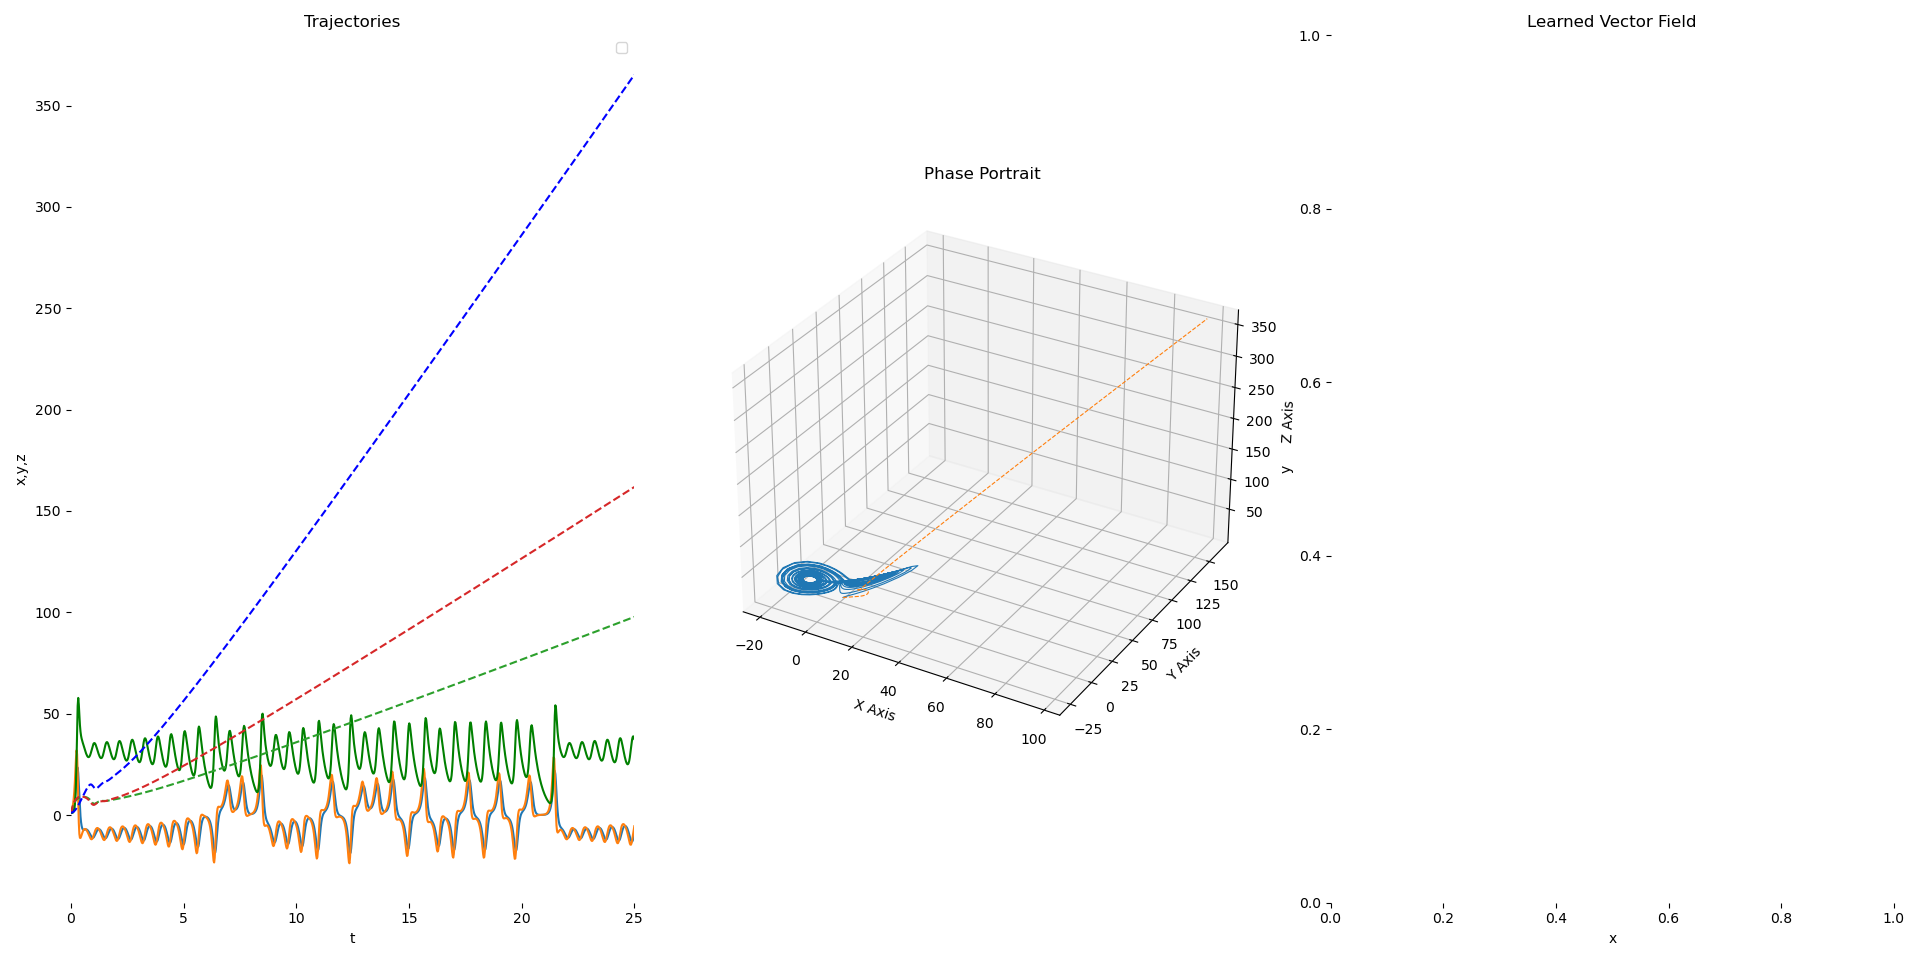 Trajectories
350
300
250
200
150
100
50
0
x,y,z
0 5 10 15 20 25
t
Phase Portrait
−20 0 20 40 60 80 100
X Axis
−25 0 25 50 75 100 125 150
Y Axis
50 100 150 200 250 300 350
Z Axis
Learned Vector Field
1.0
0.8
0.6
0.4
0.2
0.0
y
0.0 0.2 0.4 0.6 0.8 1.0
x